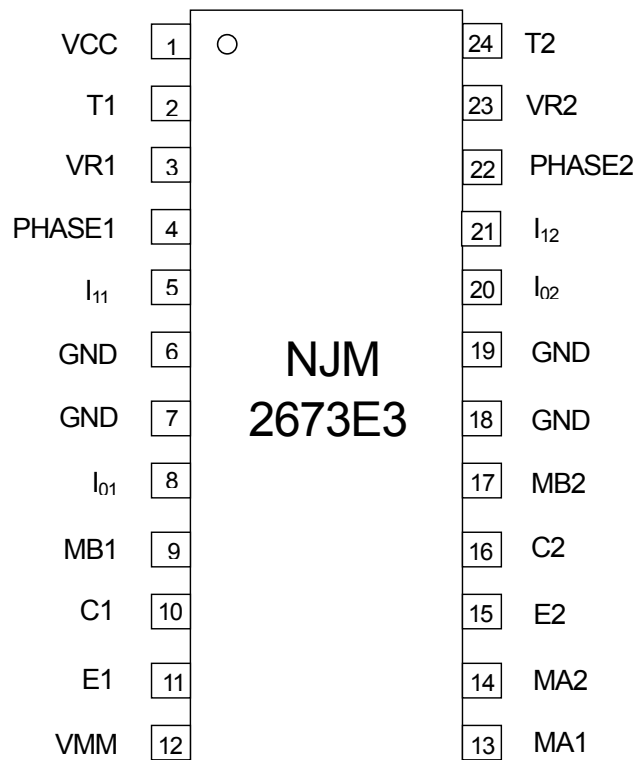 VCC 1 24 T2
T1 2 23 VR2
VR1 3 22 PHASE2
PHASE1 4 21 I₁₂
I₁₁ 5 20 I₀₂
GND 6 19 GND
NJM
GND 7 18 GND
2673E3
I₀₁ 8 17 MB2
MB1 9 16 C2
C1 10 15 E2
E1 11 14 MA2
VMM 12 13 MA1